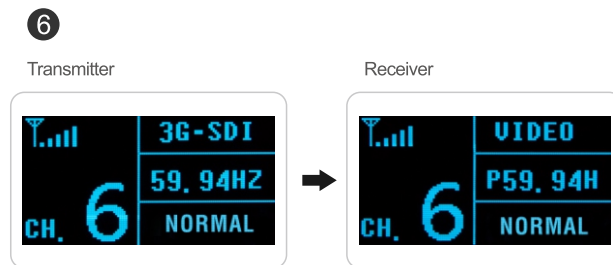 6
Transmitter
Receiver
3G-SDI
59.94HZ
CH. 6
NORMAL
VIDEO
P59.94H
CH. 6
NORMAL